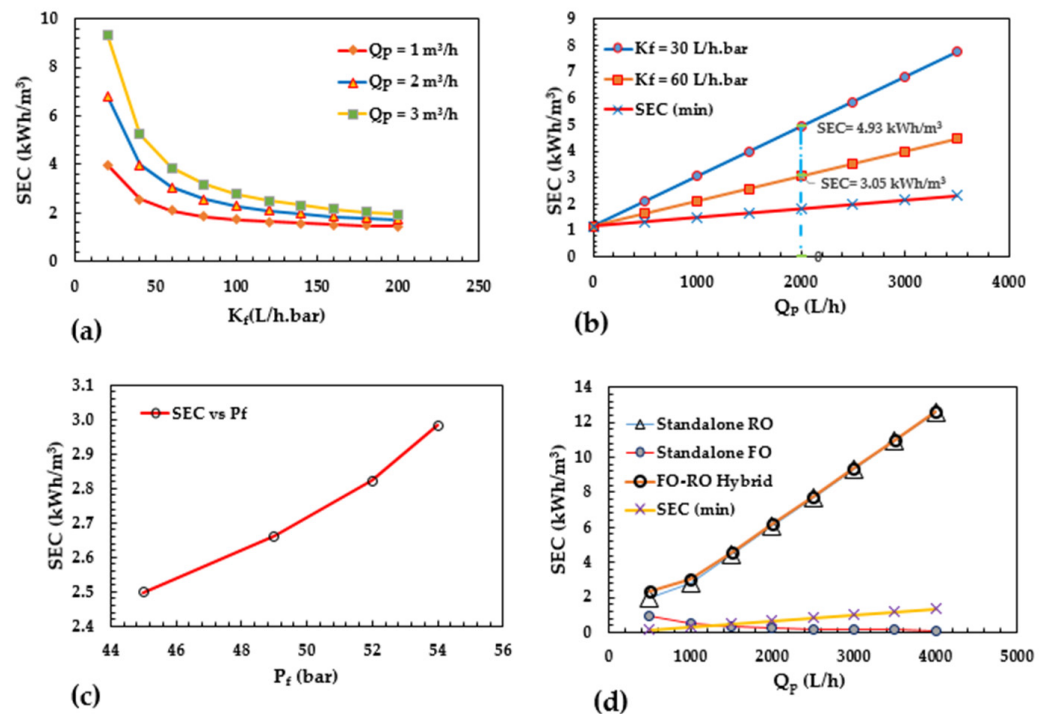 10
8
6
4
2
0
SEC (kWh/m³)
Qp = 1 m³/h
Qp = 2 m³/h
Qp = 3 m³/h
0 50 100 150 200 250
K_f(L/h.bar)
(a)
9
8
7
6
5
4
3
2
1
0
SEC (kWh/m³)
Kf = 30 L/h.bar
Kf = 60 L/h.bar
SEC (min)
SEC= 4.93 kWh/m³
SEC= 3.05 kWh/m³
0 1000 2000 3000 4000
Q_P (L/h)
(b)
3.1
3.0
2.9
2.8
2.7
2.6
2.5
2.4
SEC (kWh/m³)
SEC vs Pf
44 46 48 50 52 54 56
P_f (bar)
(c)
14
12
10
8
6
4
2
0
SEC (kWh/m³)
Standalone RO
Standalone FO
FO-RO Hybrid
SEC (min)
0 1000 2000 3000 4000 5000
Q_p (L/h)
(d)